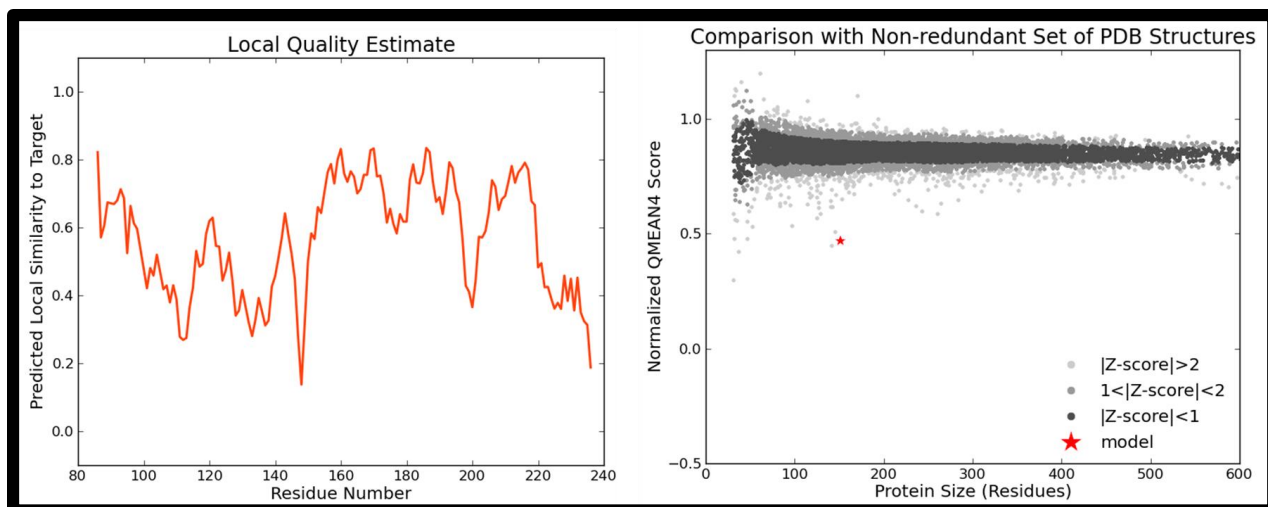 Local Quality Estimate
Predicted Local Similarity to Target
1.0
0.8
0.6
0.4
0.2
0.0
80 100 120 140 160 180 200 220 240
Residue Number
Comparison with Non-redundant Set of PDB Structures
Normalized QMEAN4 Score
1.0
0.5
0.0
−0.5
|Z-score|>2
1<|Z-score|<2
|Z-score|<1
model
0 100 200 300 400 500 600
Protein Size (Residues)